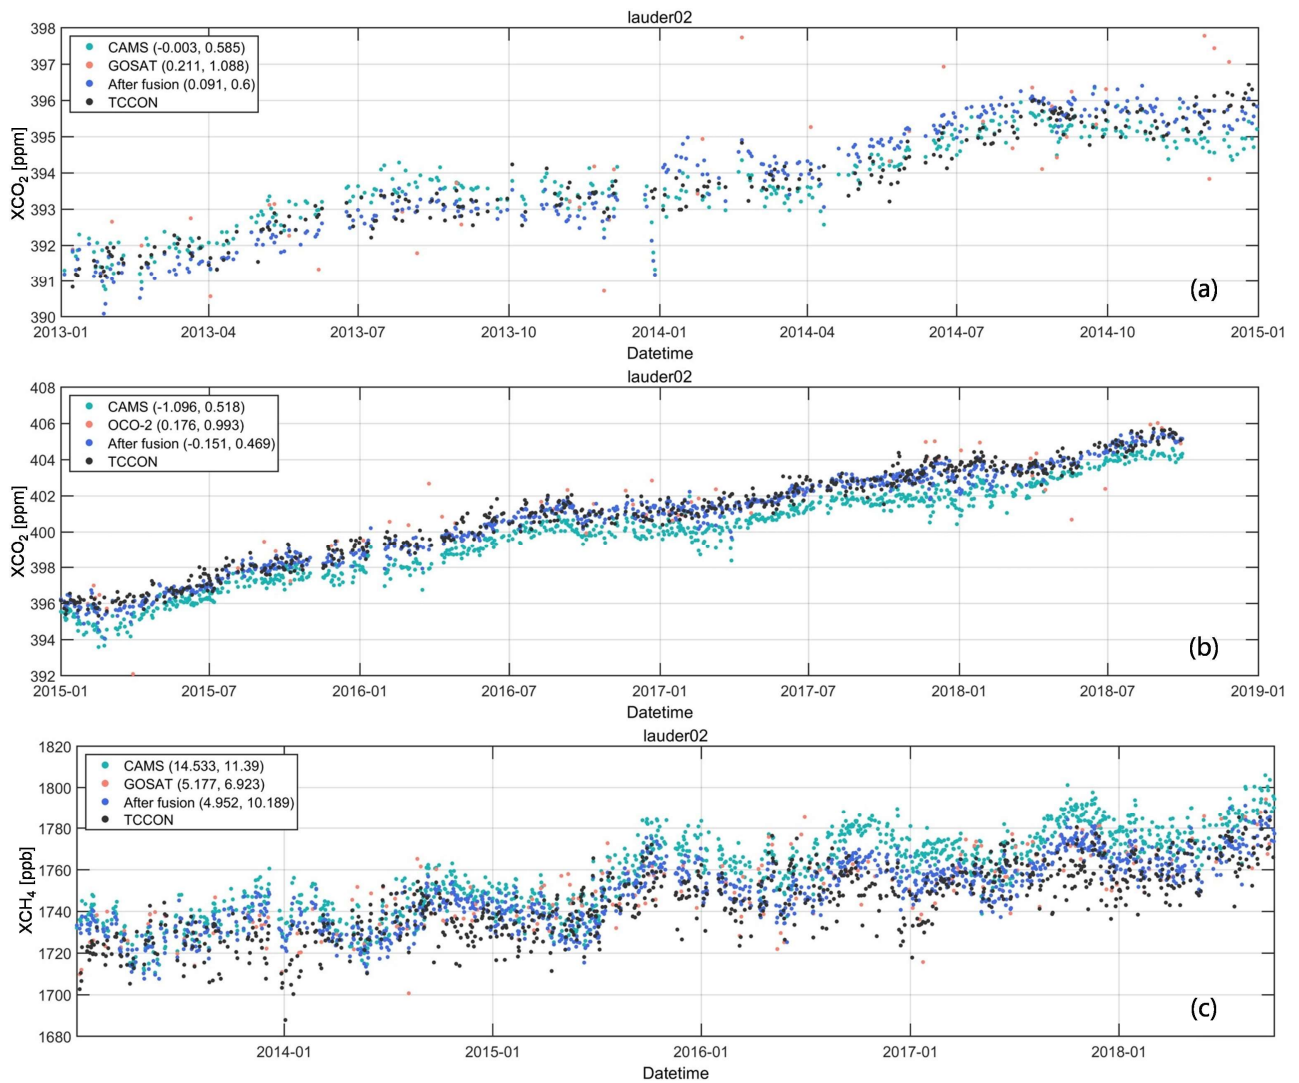 lauder02
398
397
396
395
394
393
392
391
390
XCO₂ [ppm]
CAMS (-0.003, 0.585)
GOSAT (0.211, 1.088)
After fusion (0.091, 0.6)
TCCON
(a)
2013-01 2013-04 2013-07 2013-10 2014-01 2014-04 2014-07 2014-10 2015-01
Datetime
lauder02
408
406
404
402
400
398
396
394
392
XCO₂ [ppm]
CAMS (-1.096, 0.518)
OCO-2 (0.176, 0.993)
After fusion (-0.151, 0.469)
TCCON
(b)
2015-01 2015-07 2016-01 2016-07 2017-01 2017-07 2018-01 2018-07 2019-01
Datetime
lauder02
1820
1800
1780
1760
1740
1720
1700
1680
XCH₄ [ppb]
CAMS (14.533, 11.39)
GOSAT (5.177, 6.923)
After fusion (4.952, 10.189)
TCCON
(c)
2014-01 2015-01 2016-01 2017-01 2018-01
Datetime